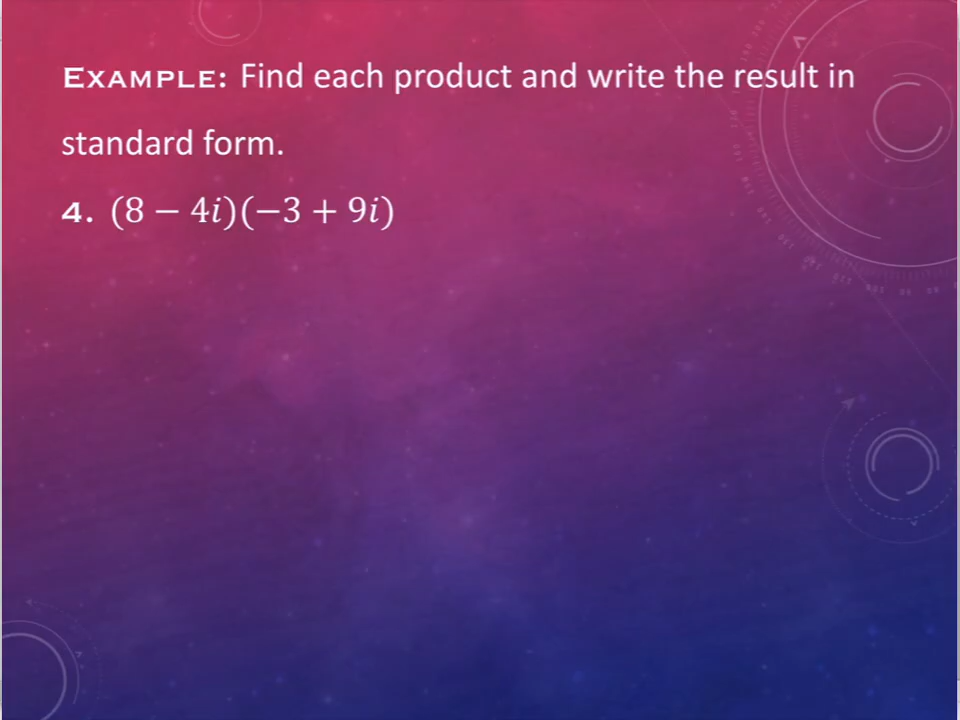 EXAMPLE: Find each product and write the result in
standard form.
4. (8 − 4i)(−3 + 9i)